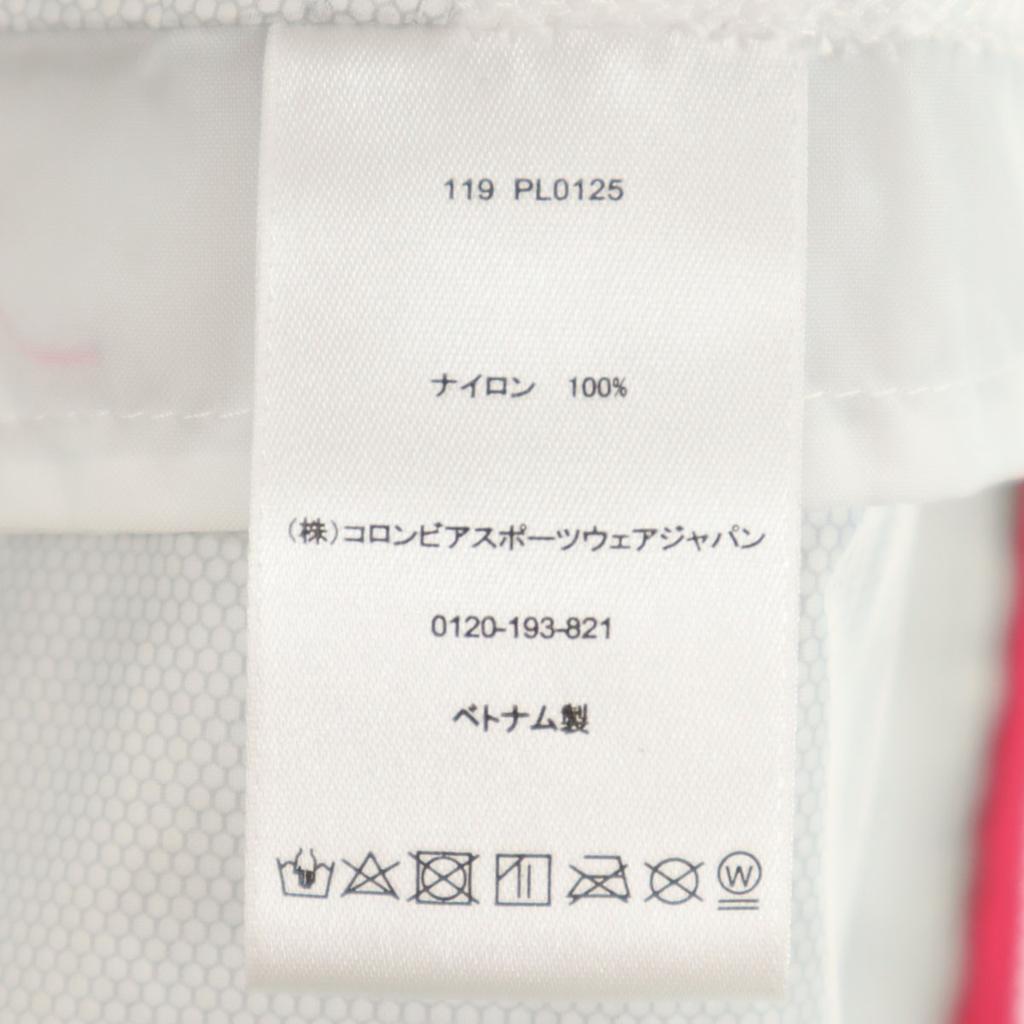 119 PL0125
ナイロン 100%
(株)コロンビアスポーツウェアジャパン
0120-193-821
ベトナム製
W